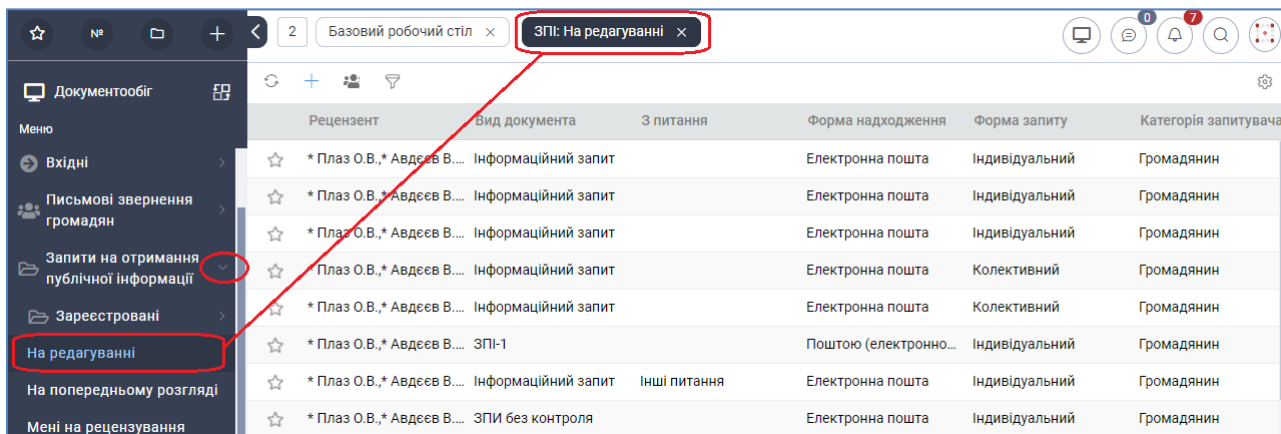 №
2
Базовий робочий стіл ×
ЗПІ: На редагуванні ×
0
7
Документообіг
Меню
Вхідні
Письмові звернення
громадян
Запити на отримання
публічної інформації
Зареєстровані
На редагуванні
На попередньому розгляді
Мені на рецензування
Рецензент Вид документа З питання Форма надходження Форма запиту Категорія запитувача
* Плаз О.В.,* Авдєєв В.... Інформаційний запит Електронна пошта Індивідуальний Громадянин
* Плаз О.В.,* Авдєєв В.... Інформаційний запит Електронна пошта Індивідуальний Громадянин
* Плаз О.В.,* Авдєєв В.... Інформаційний запит Електронна пошта Індивідуальний Громадянин
* Плаз О.В.,* Авдєєв В.... Інформаційний запит Електронна пошта Колективний Громадянин
* Плаз О.В.,* Авдєєв В.... Інформаційний запит Електронна пошта Колективний Громадянин
* Плаз О.В.,* Авдєєв В.... ЗПІ-1 Поштою (електронно... Індивідуальний Громадянин
* Плаз О.В.,* Авдєєв В.... Інформаційний запит Інші питання Електронна пошта Індивідуальний Громадянин
* Плаз О.В.,* Авдєєв В.... ЗПИ без контроля Електронна пошта Індивідуальний Громадянин